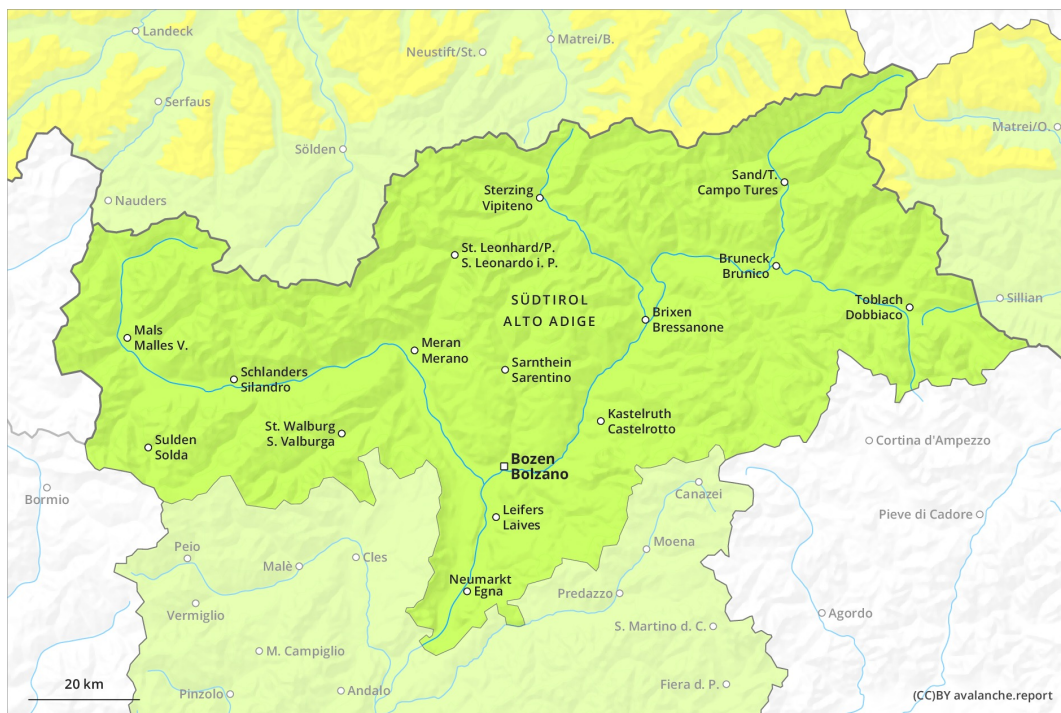 Landeck
Matrei/B.
Neustift/St.
Serfaus
Matrei/O.
Sölden
Sand/T.
Campo Tures
Sterzing
Vipiteno
Nauders
St. Leonhard/P.
S. Leonardo i. P.
Bruneck
Brunico
SÜDTIROL
ALTO ADIGE
Toblach
Dobbiaco
Sillian
Brixen
Bressanone
Mals
Malles V.
Meran
Merano
Sarnthein
Sarentino
Schlanders
Silandro
Kastelruth
Castelrotto
St. Walburg
S. Valburga
Sulden
Solda
Cortina d'Ampezzo
Bozen
Bolzano
Bormio
Canazei
Leifers
Laives
Pieve di Cadore
Moena
Peio
Cles
Malè
Neumarkt
Egna
Predazzo
Vermiglio
Agordo
S. Martino d. C.
M. Campiglio
Fiera d. P.
20 km
Pinzolo
Andalo
(CC)BY avalanche.report